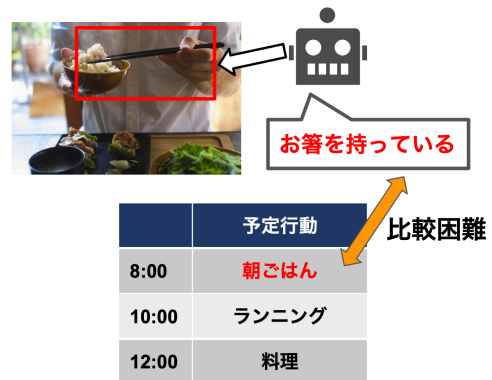 お箸を持っている
比較困難
予定行動
8:00 朝ごはん
10:00 ランニング
12:00 料理